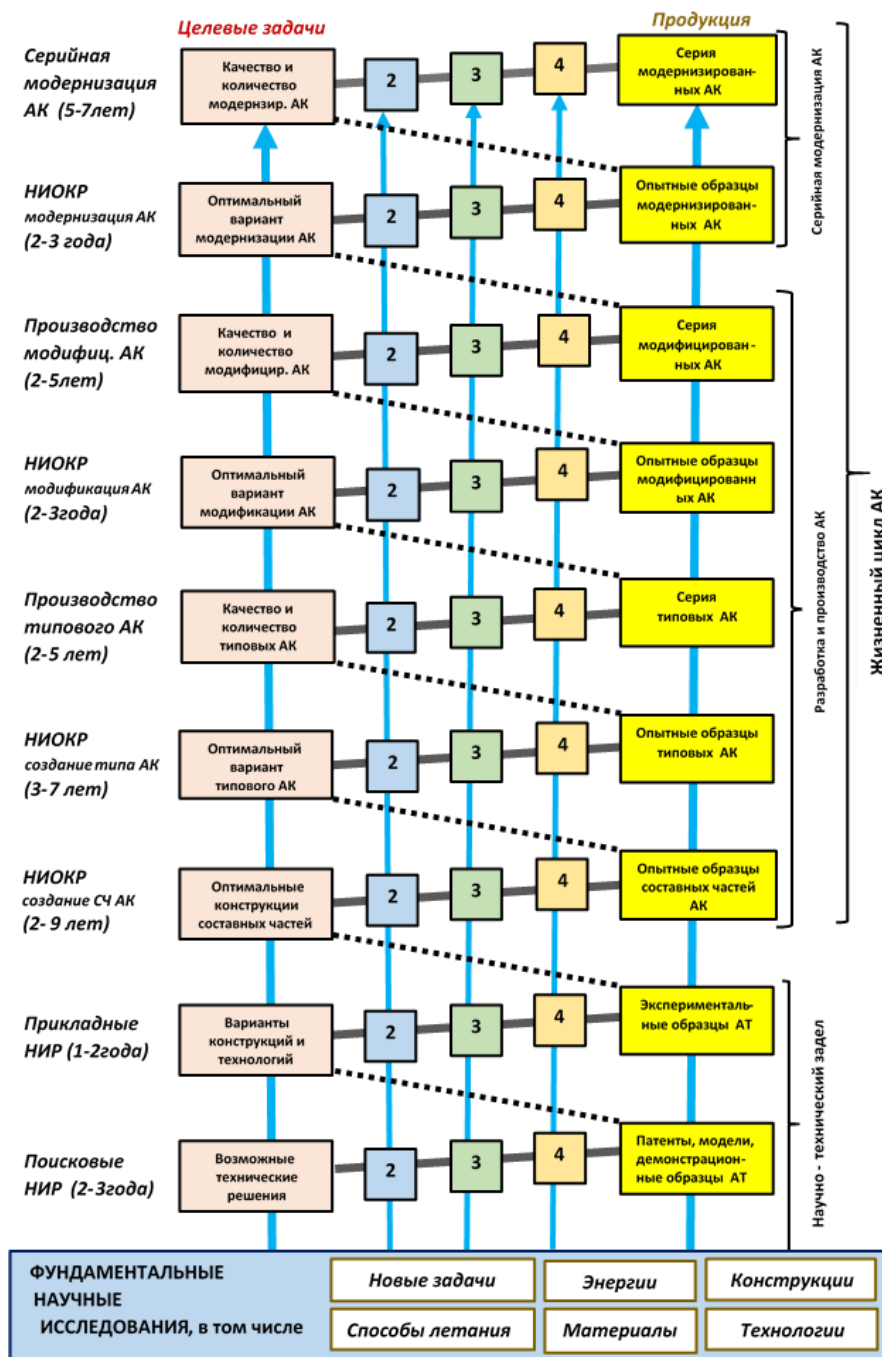 Целевые задачи
Продукция
Серийная
модернизация
АК (5-7лет)
Качество и
количество
модернзир. АК
2
3
4
Серия
модернизирован-
ных АК
НИОКР
модернизация АК
(2-3 года)
Оптимальный
вариант
модернизации АК
2
3
4
Опытные образцы
модернизирован-
ных АК
Серийная модернизация АК
Производство
модифиц. АК
(2-5лет)
Качество и
количество
модифицир. АК
2
3
4
Серия
модифицирован-
ных АК
НИОКР
модификация АК
(2-3года)
Оптимальный
вариант
модификации АК
2
3
4
Опытные образцы
модифицированн
ых АК
Производство
типового АК
(2-5 лет)
Качество и
количество
типовых АК
2
3
4
Серия
типовых АК
Разработка и производство АК
Жизненный цикл АК
НИОКР
создание типа АК
(3-7 лет)
Оптимальный
вариант
типового АК
2
3
4
Опытные образцы
типовых АК
НИОКР
создание СЧ АК
(2- 9 лет)
Оптимальные
конструкции
составных частей
2
3
4
Опытные образцы
составных частей
АК
Прикладные
НИР (1-2года)
Варианты
конструкций и
технологий
2
3
4
Эксперименталь-
ные образцы АТ
Поисковые
НИР (2-3года)
Возможные
технические
решения
2
3
4
Патенты, модели,
демонстрацион-
ные образцы АТ
Научно - технический задел
ФУНДАМЕНТАЛЬНЫЕ
НАУЧНЫЕ
ИССЛЕДОВАНИЯ, в том числе
Новые задачи
Энергии
Конструкции
Способы летания
Материалы
Технологии